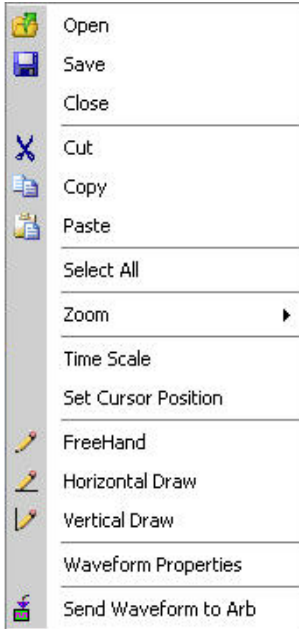 Open
Save
Close
Cut
Copy
Paste
Select All
Zoom
Time Scale
Set Cursor Position
FreeHand
Horizontal Draw
Vertical Draw
Waveform Properties
Send Waveform to Arb